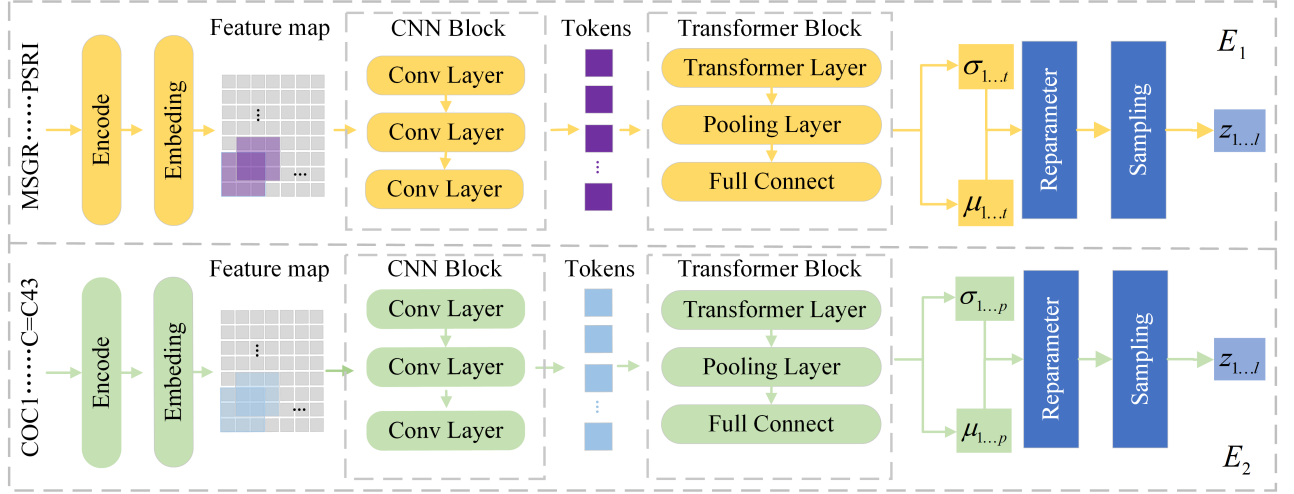 MSGR······PSRI
Encode
Embeding
Feature map
⋮
···
CNN Block
Conv Layer
Conv Layer
Conv Layer
Tokens
⋮
Transformer Block
Transformer Layer
Pooling Layer
Full Connect
σ1…t
μ1…t
Reparameter
Sampling
E1
z1…l
COC1······C=C43
Encode
Embeding
Feature map
⋮
···
CNN Block
Conv Layer
Conv Layer
Conv Layer
Tokens
⋮
Transformer Block
Transformer Layer
Pooling Layer
Full Connect
σ1…p
μ1…p
Reparameter
Sampling
z1…l
E2